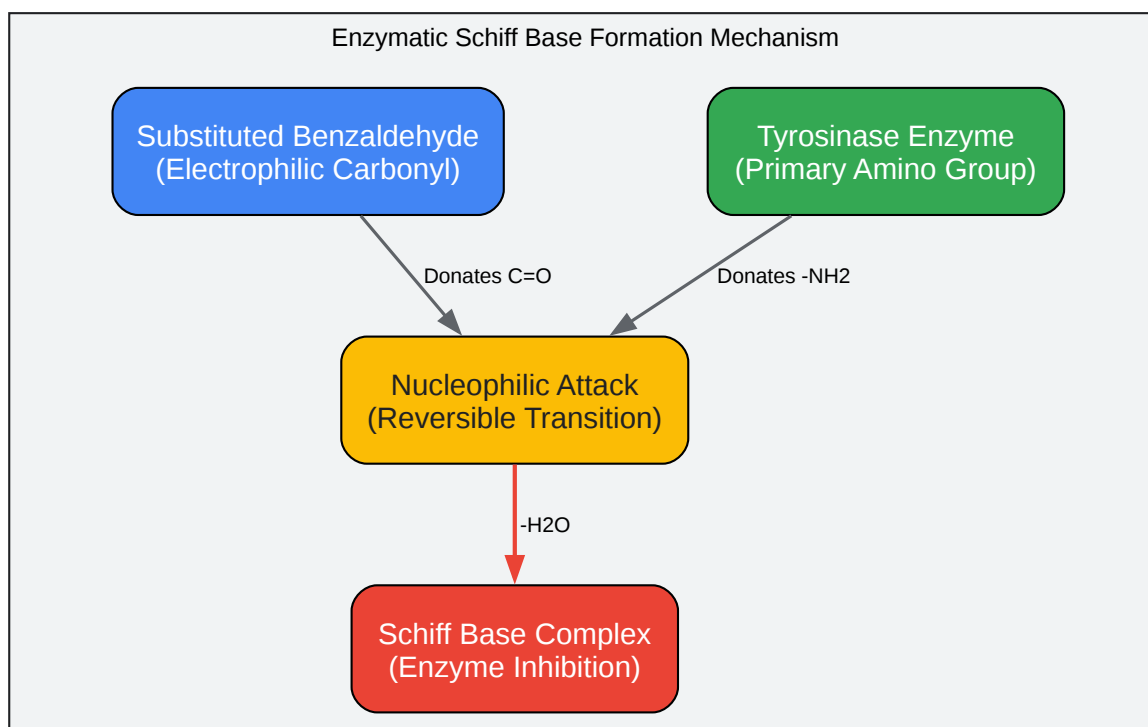 Enzymatic Schiff Base Formation Mechanism
Substituted Benzaldehyde
(Electrophilic Carbonyl)
Tyrosinase Enzyme
(Primary Amino Group)
Donates C=O
Donates -NH2
Nucleophilic Attack
(Reversible Transition)
-H2O
Schiff Base Complex
(Enzyme Inhibition)